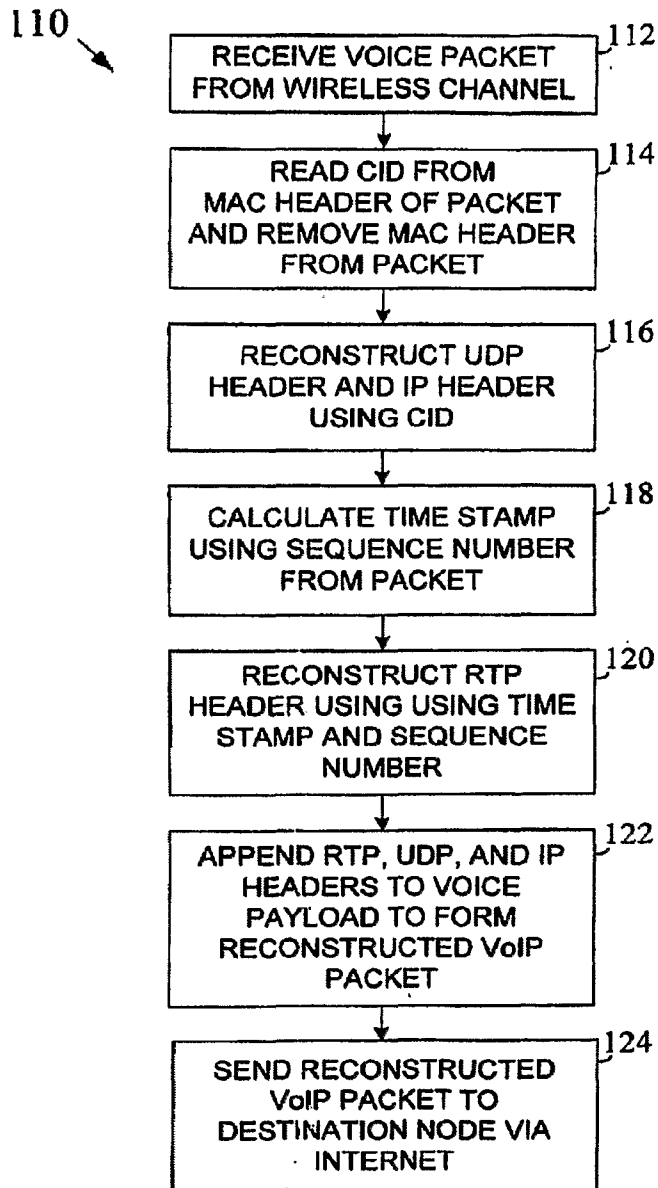 110
112
RECEIVE VOICE PACKET
FROM WIRELESS CHANNEL
114
READ CID FROM
MAC HEADER OF PACKET
AND REMOVE MAC HEADER
FROM PACKET
116
RECONSTRUCT UDP
HEADER AND IP HEADER
USING CID
118
CALCULATE TIME STAMP
USING SEQUENCE NUMBER
FROM PACKET
120
RECONSTRUCT RTP
HEADER USING USING TIME
STAMP AND SEQUENCE
NUMBER
122
APPEND RTP, UDP, AND IP
HEADERS TO VOICE
PAYLOAD TO FORM
RECONSTRUCTED VoIP
PACKET
124
SEND RECONSTRUCTED
VoIP PACKET TO
DESTINATION NODE VIA
INTERNET